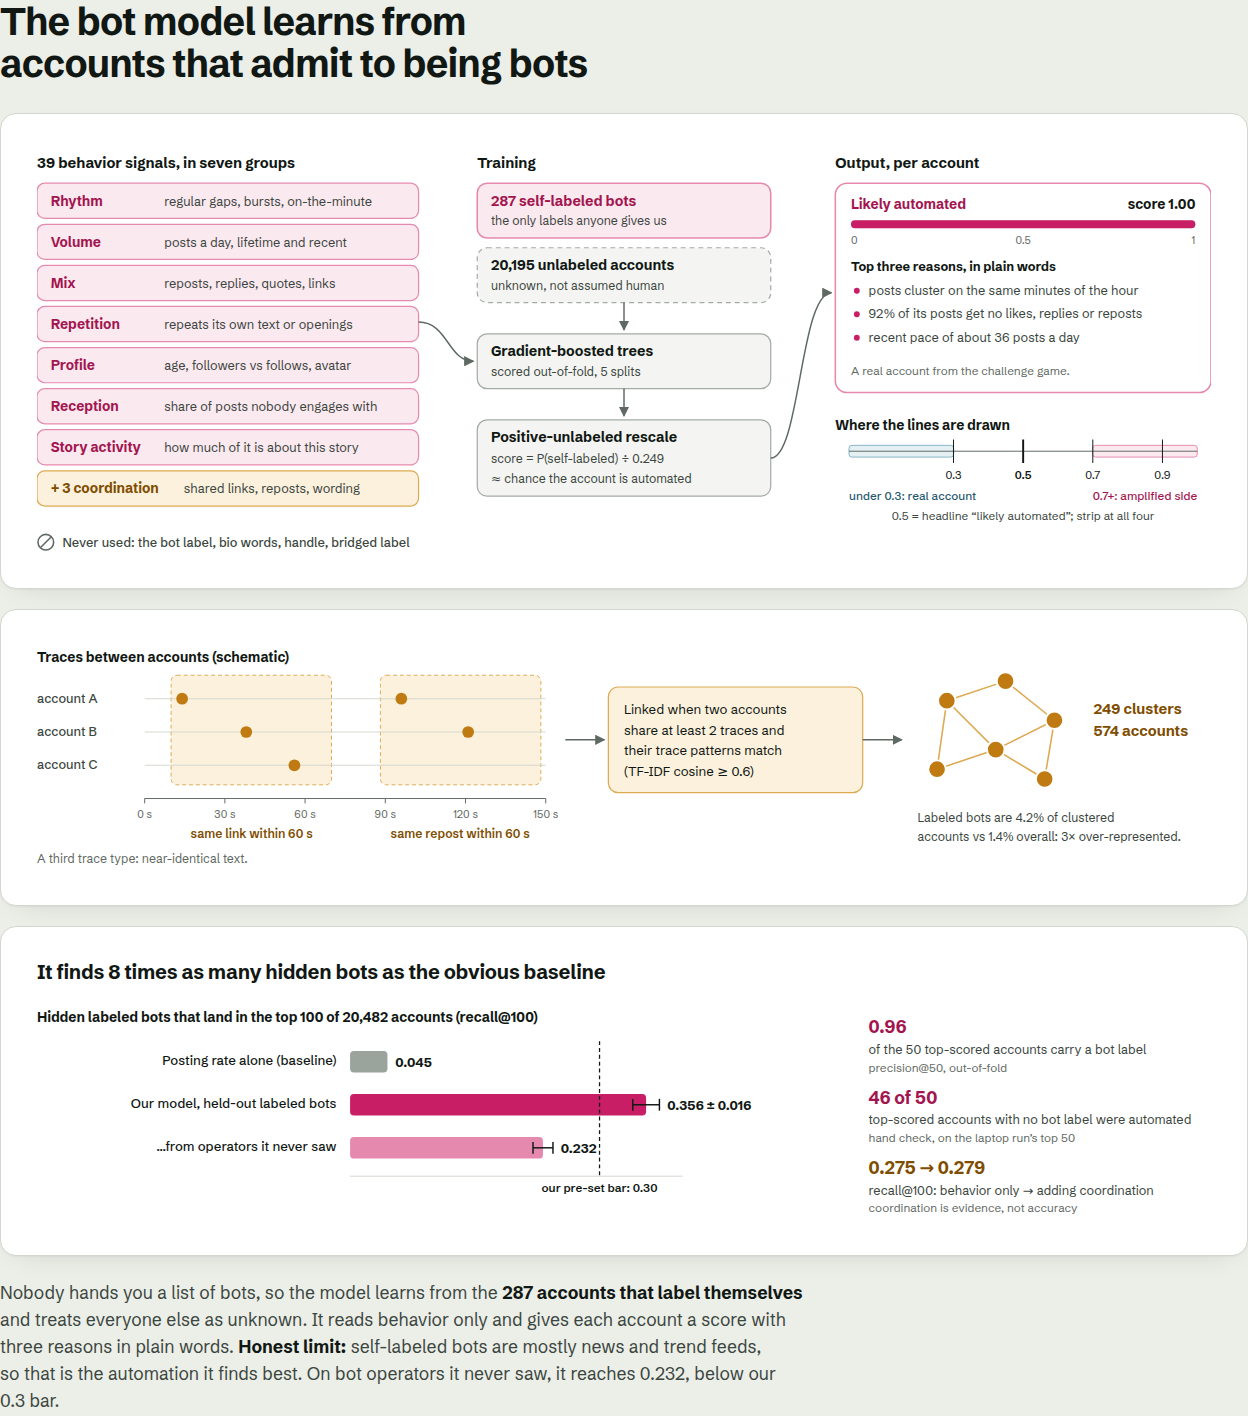 The bot model learns from
accounts that admit to being bots
39 behavior signals, in seven groups
Rhythm regular gaps, bursts, on-the-minute
Volume posts a day, lifetime and recent
Mix reposts, replies, quotes, links
Repetition repeats its own text or openings
Profile age, followers vs follows, avatar
Reception share of posts nobody engages with
Story activity how much of it is about this story
+ 3 coordination shared links, reposts, wording
Never used: the bot label, bio words, handle, bridged label
Training
287 self-labeled bots
the only labels anyone gives us
20,195 unlabeled accounts
unknown, not assumed human
Gradient-boosted trees
scored out-of-fold, 5 splits
Positive-unlabeled rescale
score = P(self-labeled) ÷ 0.249
≈ chance the account is automated
Output, per account
Likely automated score 1.00
0 0.5 1
Top three reasons, in plain words
posts cluster on the same minutes of the hour
92% of its posts get no likes, replies or reposts
recent pace of about 36 posts a day
A real account from the challenge game.
Where the lines are drawn
0.3 0.5 0.7 0.9
under 0.3: real account 0.7+: amplified side
0.5 = headline “likely automated”; strip at all four
Traces between accounts (schematic)
account A
account B
account C
0 s 30 s 60 s 90 s 120 s 150 s
same link within 60 s same repost within 60 s
A third trace type: near-identical text.
Linked when two accounts
share at least 2 traces and
their trace patterns match
(TF-IDF cosine ≥ 0.6)
249 clusters
574 accounts
Labeled bots are 4.2% of clustered
accounts vs 1.4% overall: 3× over-represented.
It finds 8 times as many hidden bots as the obvious baseline
Hidden labeled bots that land in the top 100 of 20,482 accounts (recall@100)
Posting rate alone (baseline) 0.045
Our model, held-out labeled bots 0.356 ± 0.016
...from operators it never saw 0.232
our pre-set bar: 0.30
0.96
of the 50 top-scored accounts carry a bot label
precision@50, out-of-fold
46 of 50
top-scored accounts with no bot label were automated
hand check, on the laptop run's top 50
0.275 → 0.279
recall@100: behavior only → adding coordination
coordination is evidence, not accuracy
Nobody hands you a list of bots, so the model learns from the 287 accounts that label themselves
and treats everyone else as unknown. It reads behavior only and gives each account a score with
three reasons in plain words. Honest limit: self-labeled bots are mostly news and trend feeds,
so that is the automation it finds best. On bot operators it never saw, it reaches 0.232, below our
0.3 bar.